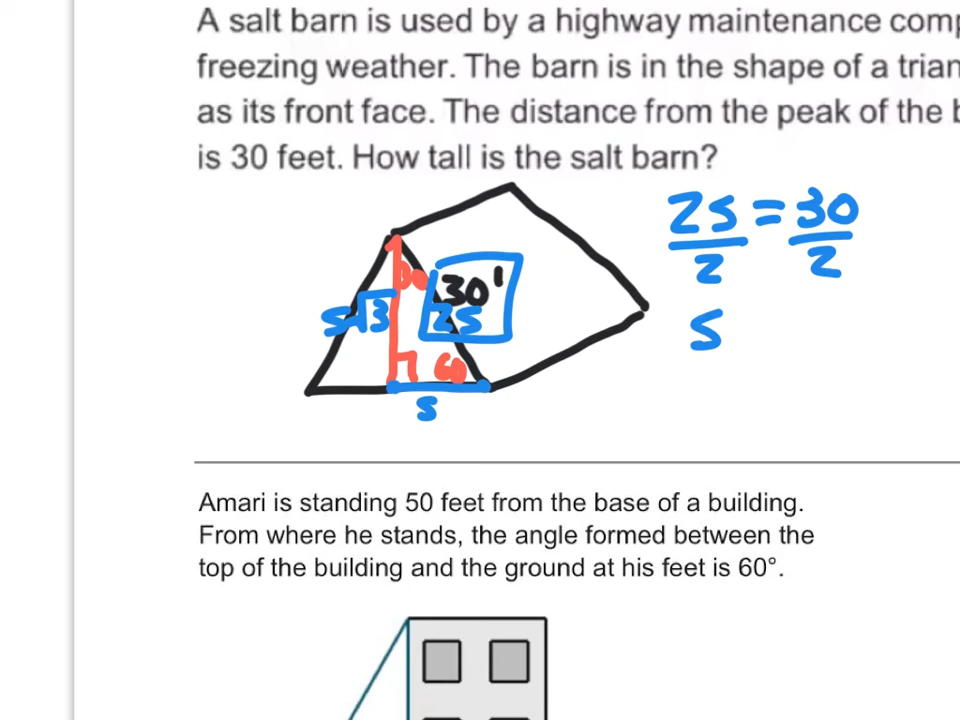 A salt barn is used by a highway maintenance
freezing weather. The barn is in the shape of a
as its front face. The distance from the peak of the
is 30 feet. How tall is the salt barn?
2s = 30
2 2
30'
30
s√3
2s
60
s
s
Amari is standing 50 feet from the base of a building.
From where he stands, the angle formed between the
top of the building and the ground at his feet is 60°.